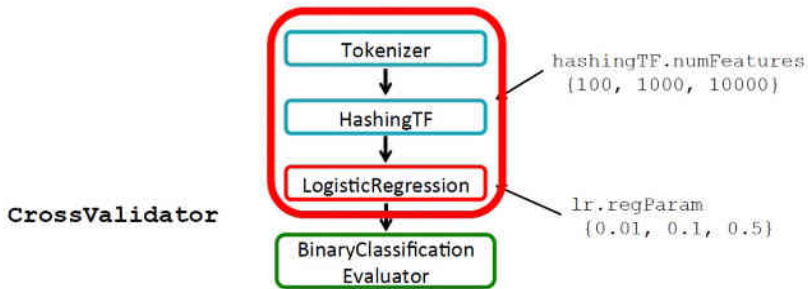 Tokenizer
hashingTF.numFeatures
{100, 1000, 10000}
HashingTF
LogisticRegression
lr.regParam
{0.01, 0.1, 0.5}
CrossValidator
BinaryClassification
Evaluator